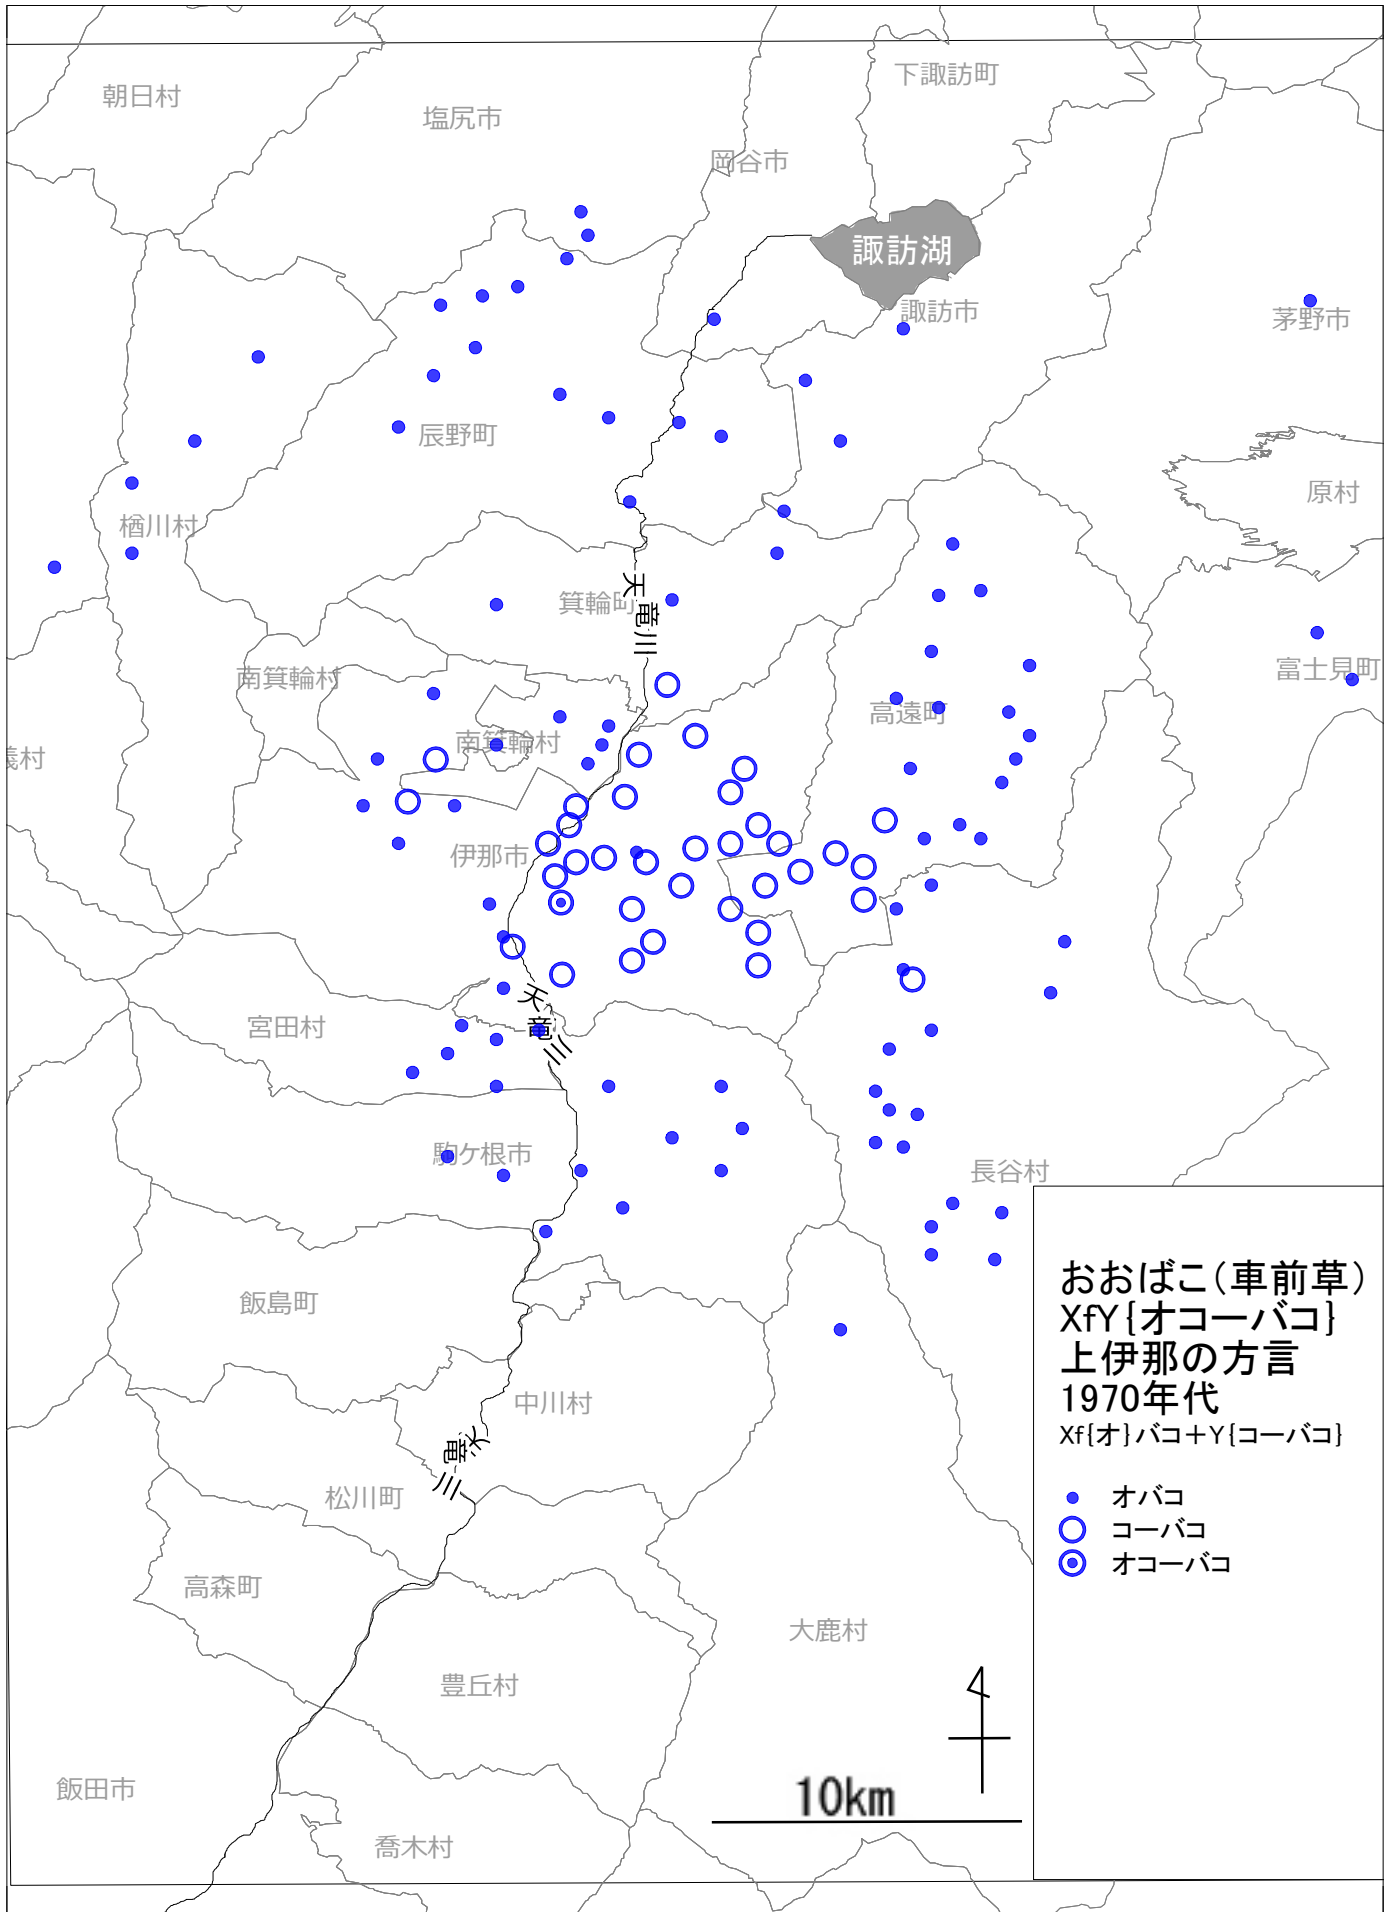 下諏訪町
朝日村
塩尻市
岡谷市
諏訪湖
諏訪市
茅野市
辰野町
原村
楢川村
天竜川
箕輪町
富士見町
南箕輪村
高遠町
南箕輪村
義村
伊那市
天竜川
宮田村
駒ケ根市
長谷村
飯島町
中川村
天竜川
松川町
高森町
大鹿村
豊丘村
飯田市
喬木村
10km
おおばこ（車前草）
XfY{オコーバコ}
上伊那の方言
1970年代
Xf{オ}バコ＋Y{コーバコ}
オバコ
コーバコ
オコーバコ